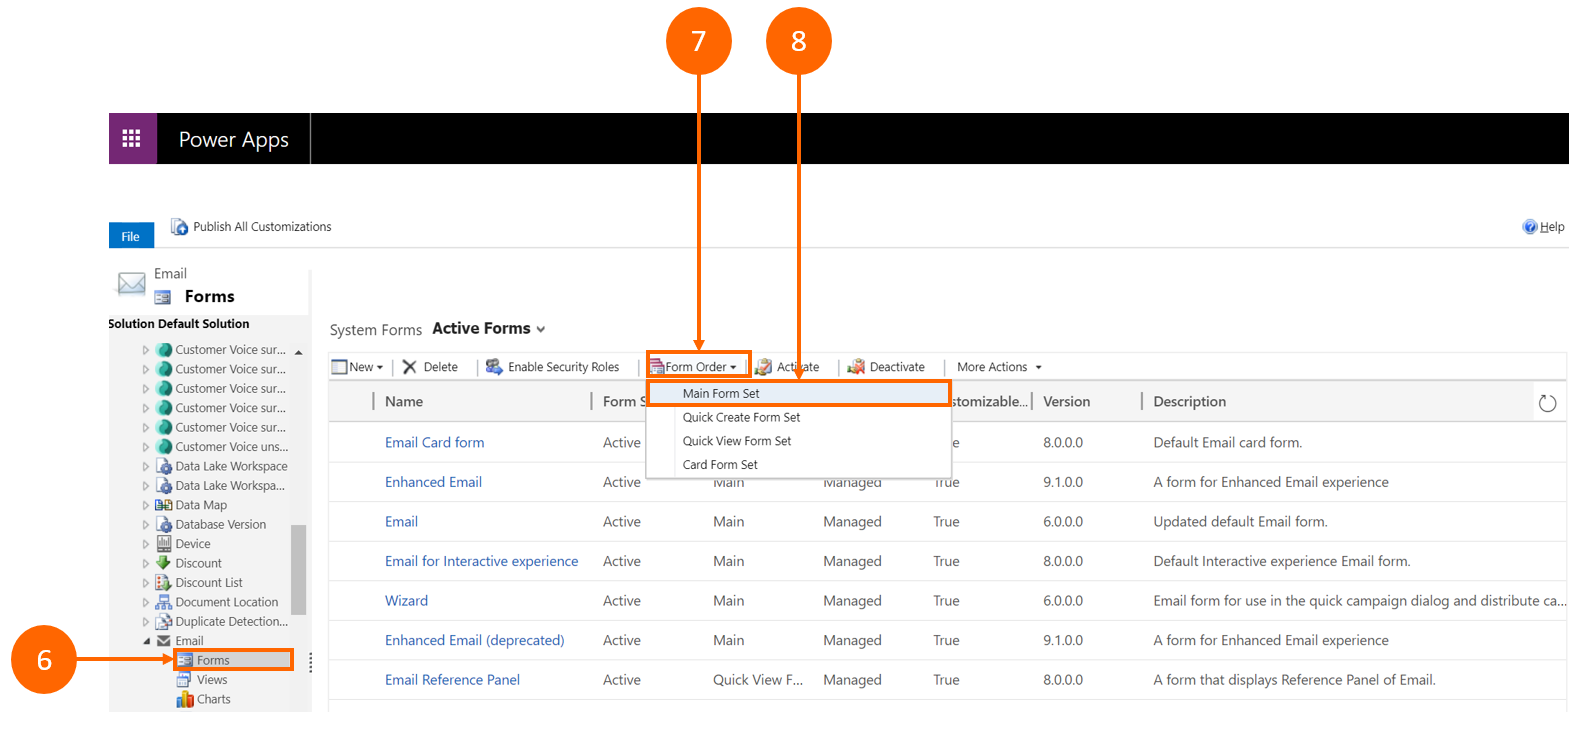 7
8
Power Apps
File
Publish All Customizations
Help
Email
Forms
Solution Default Solution
Customer Voice sur...
Customer Voice sur...
Customer Voice sur...
Customer Voice sur...
Customer Voice sur...
Customer Voice uns...
Data Lake Workspace
Data Lake Workspa...
Data Map
Database Version
Device
Discount
Discount List
Document Location
Duplicate Detection...
Email
6
Forms
Views
Charts
System Forms Active Forms
New Delete Enable Security Roles Form Order Activate Deactivate More Actions
Main Form Set
Quick Create Form Set
Quick View Form Set
Card Form Set
Name Form S stomizable... Version Description
Email Card form Active e 8.0.0.0 Default Email card form.
Enhanced Email Active Main Managed True 9.1.0.0 A form for Enhanced Email experience
Email Active Main Managed True 6.0.0.0 Updated default Email form.
Email for Interactive experience Active Main Managed True 8.0.0.0 Default Interactive experience Email form.
Wizard Active Main Managed True 6.0.0.0 Email form for use in the quick campaign dialog and distribute ca...
Enhanced Email (deprecated) Active Main Managed True 9.1.0.0 A form for Enhanced Email experience
Email Reference Panel Active Quick View F... Managed True 8.0.0.0 A form that displays Reference Panel of Email.